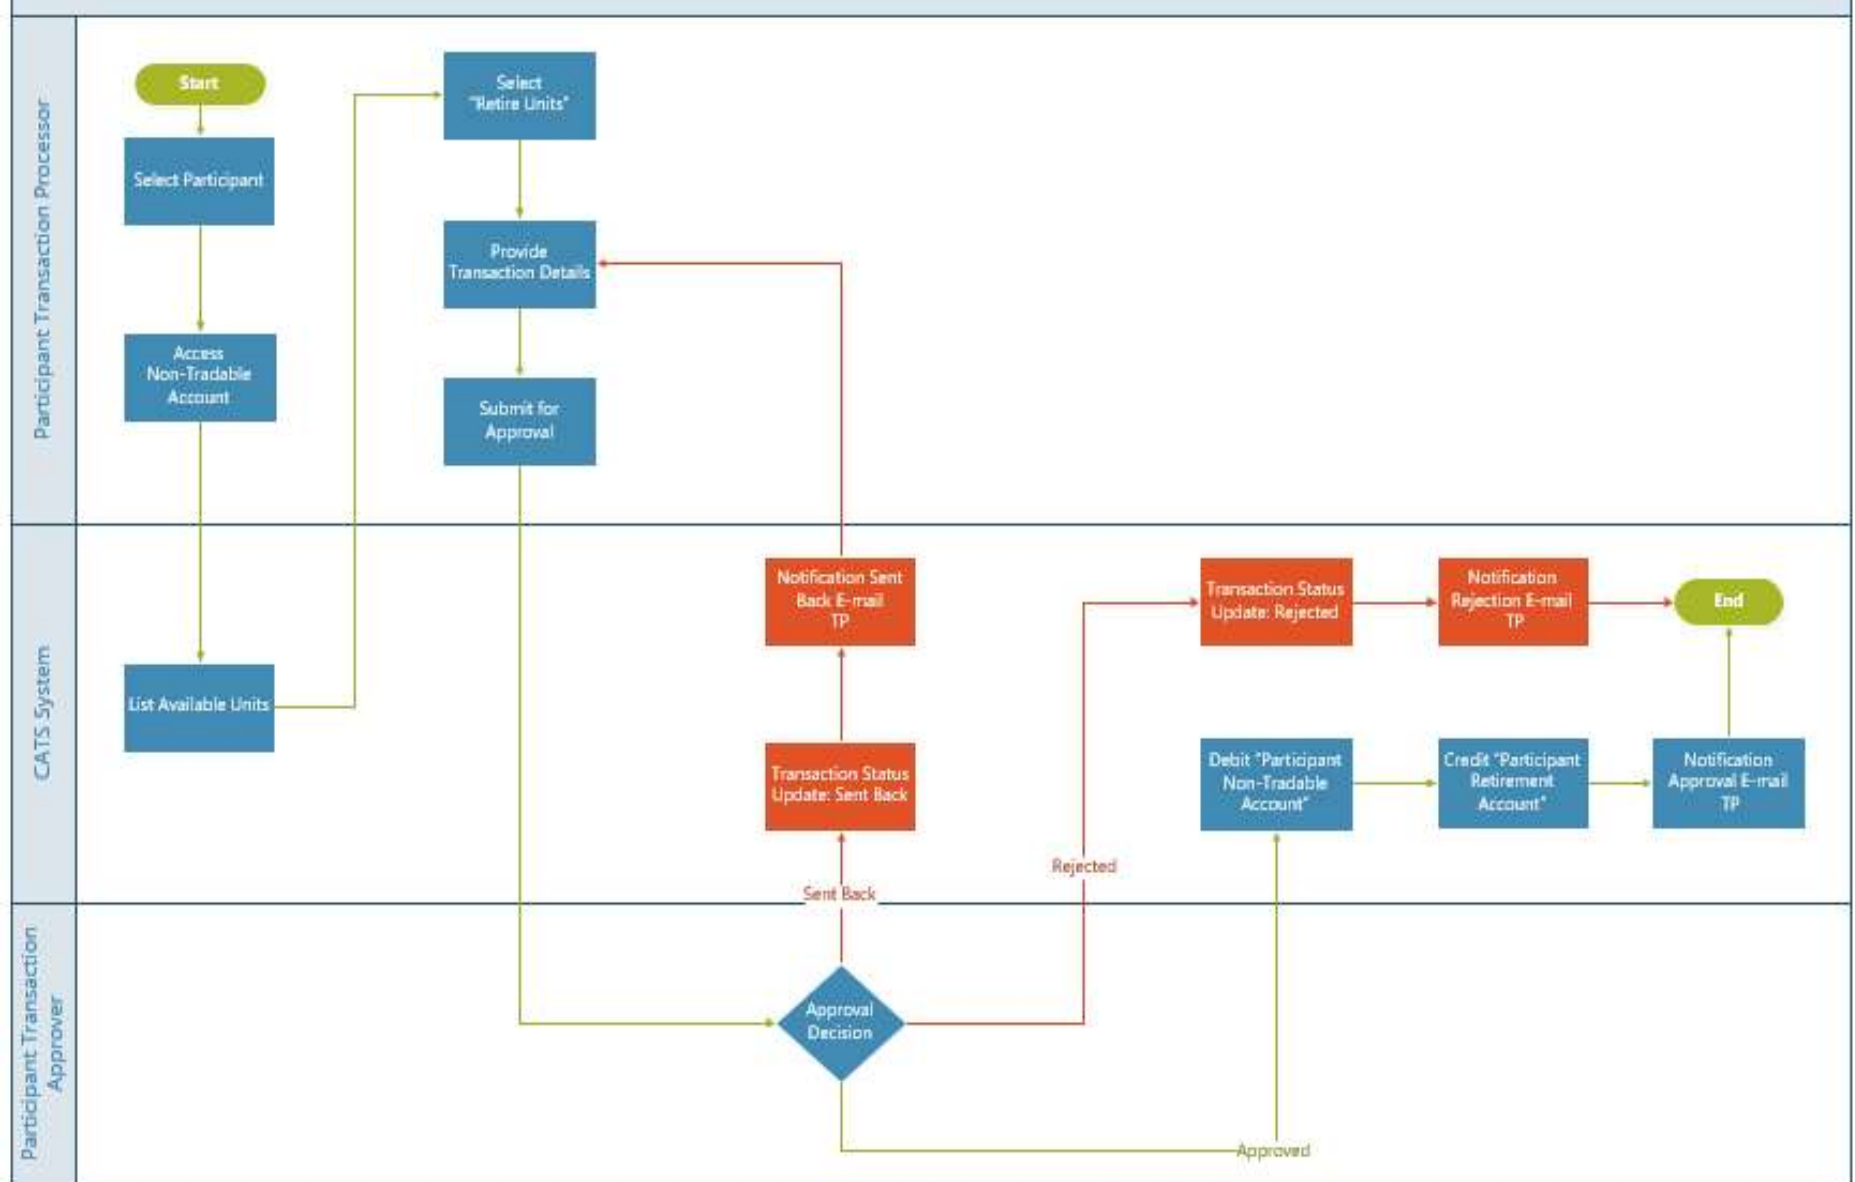 Participant Transaction Processor
Start
Select Participant
Access
Non-Tradable
Account
Select
"Retire Units"
Provide
Transaction Details
Submit for
Approval
CATS System
List Available Units
Notification Sent
Back E-mail
TP
Transaction Status
Update: Sent Back
Sent Back
Rejected
Transaction Status
Update: Rejected
Notification
Rejection E-mail
TP
End
Debit "Participant
Non-Tradable
Account"
Credit "Participant
Retirement
Account"
Notification
Approval E-mail
TP
Participant Transaction
Approver
Approval
Decision
Approved